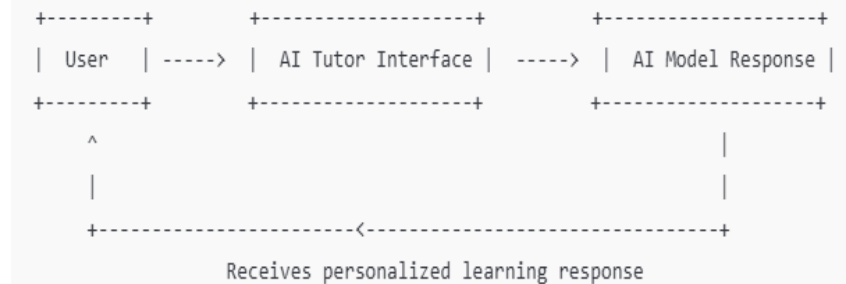 User AI Tutor Interface AI Model Response
Receives personalized learning response